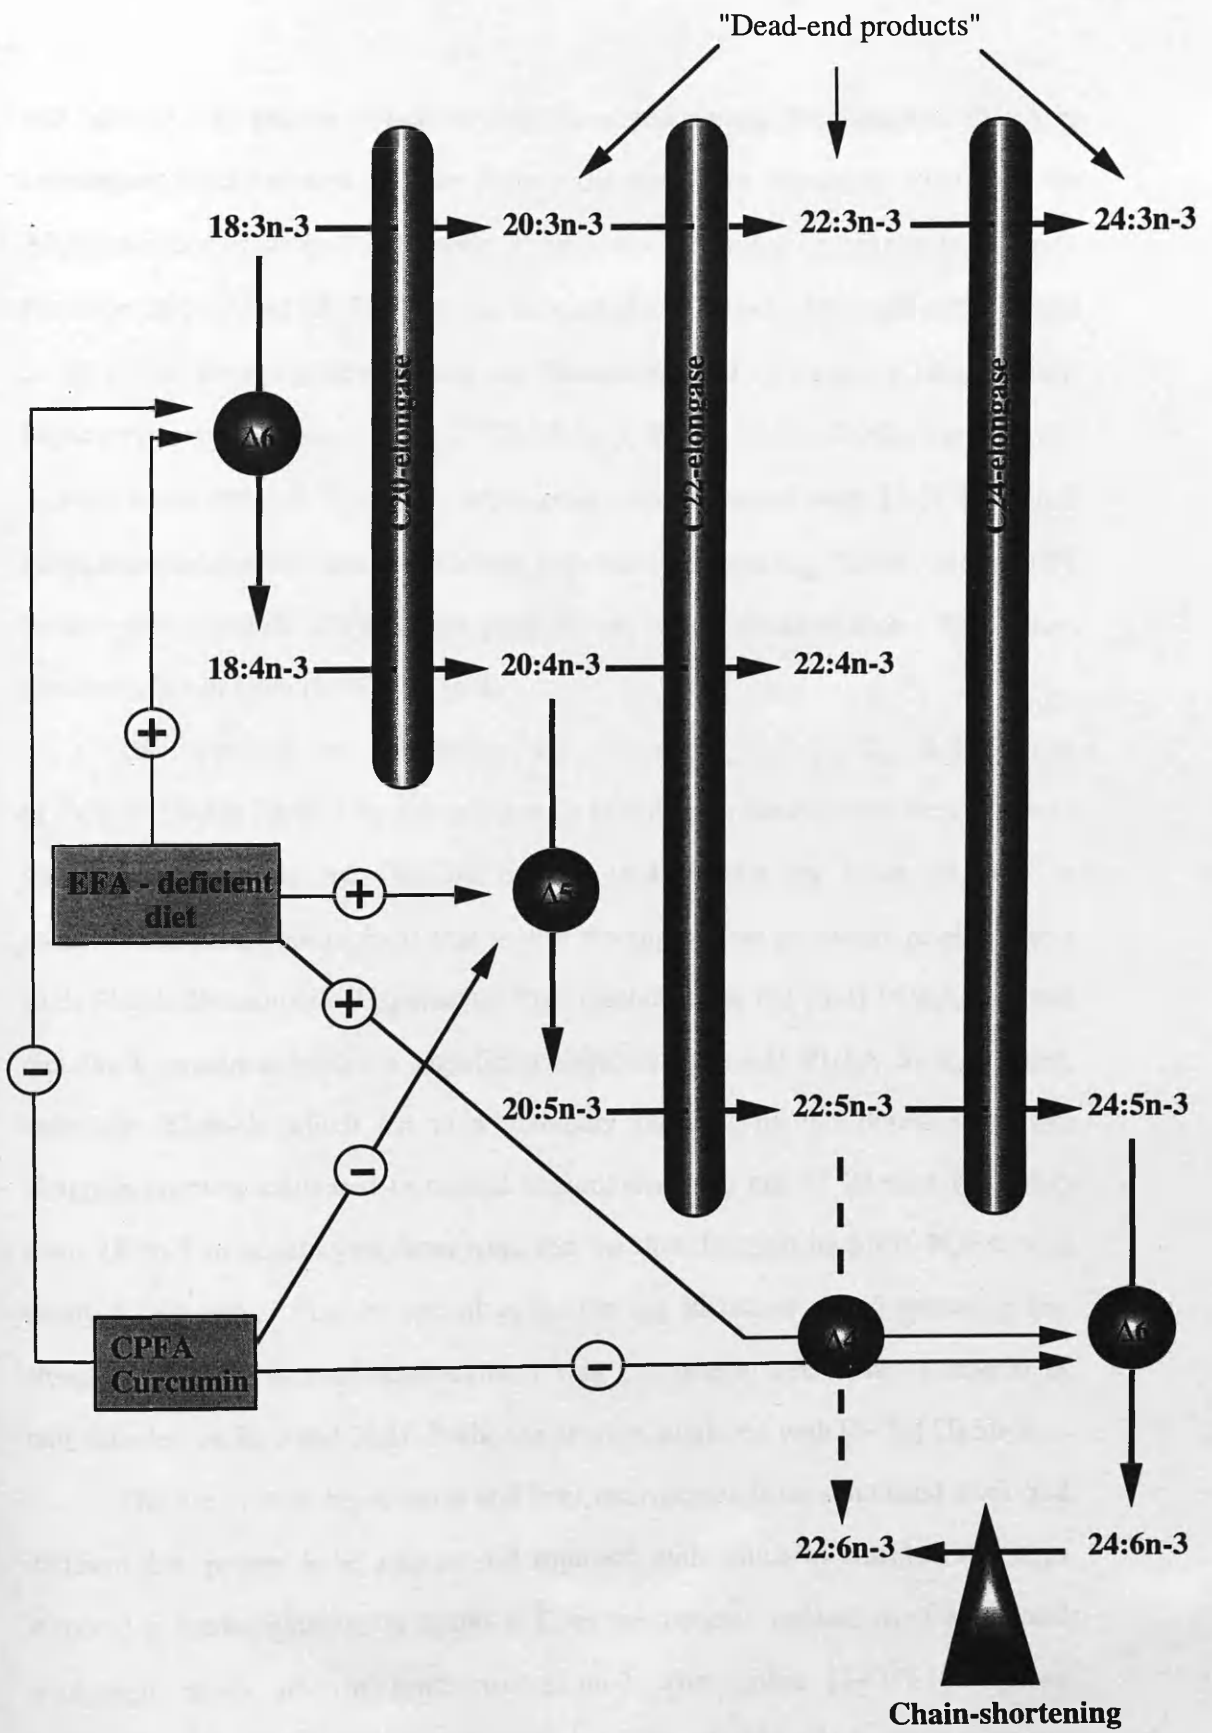 "Dead-end products"
18:3n-3
20:3n-3
22:3n-3
24:3n-3
C20-elongase
C22-elongase
C24-elongase
Δ6
18:4n-3
20:4n-3
22:4n-3
+
EFA - deficient
diet
+
Δ5
+
−
20:5n-3
22:5n-3
24:5n-3
−
CPFA
Curcumin
−
Δ4
Δ6
22:6n-3
24:6n-3
Chain-shortening